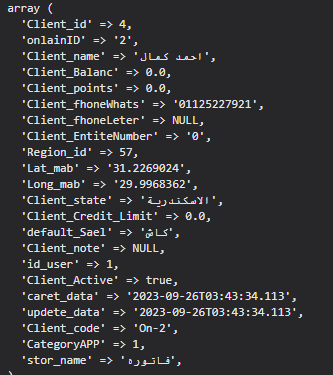 array (
'Client_id' => 4,
'onlainID' => '2',
'Client_name' => 'احمد كمال',
'Client_Balanc' => 0.0,
'Client_points' => 0.0,
'Client_fhoneWhats' => '01125227921',
'Client_fhoneLeter' => NULL,
'Client_EntiteNumber' => '0',
'Region_id' => 57,
'Lat_mab' => '31.2269024',
'Long_mab' => '29.9968362',
'Client_state' => 'الاسكندرية',
'Client_Credit_Limit' => 0.0,
'default_Sael' => 'كاش',
'Client_note' => NULL,
'id_user' => 1,
'Client_Active' => true,
'caret_data' => '2023-09-26T03:43:34.113',
'updete_data' => '2023-09-26T03:43:34.113',
'Client_code' => 'On-2',
'CategoryAPP' => 1,
'stor_name' => 'فاتوره',